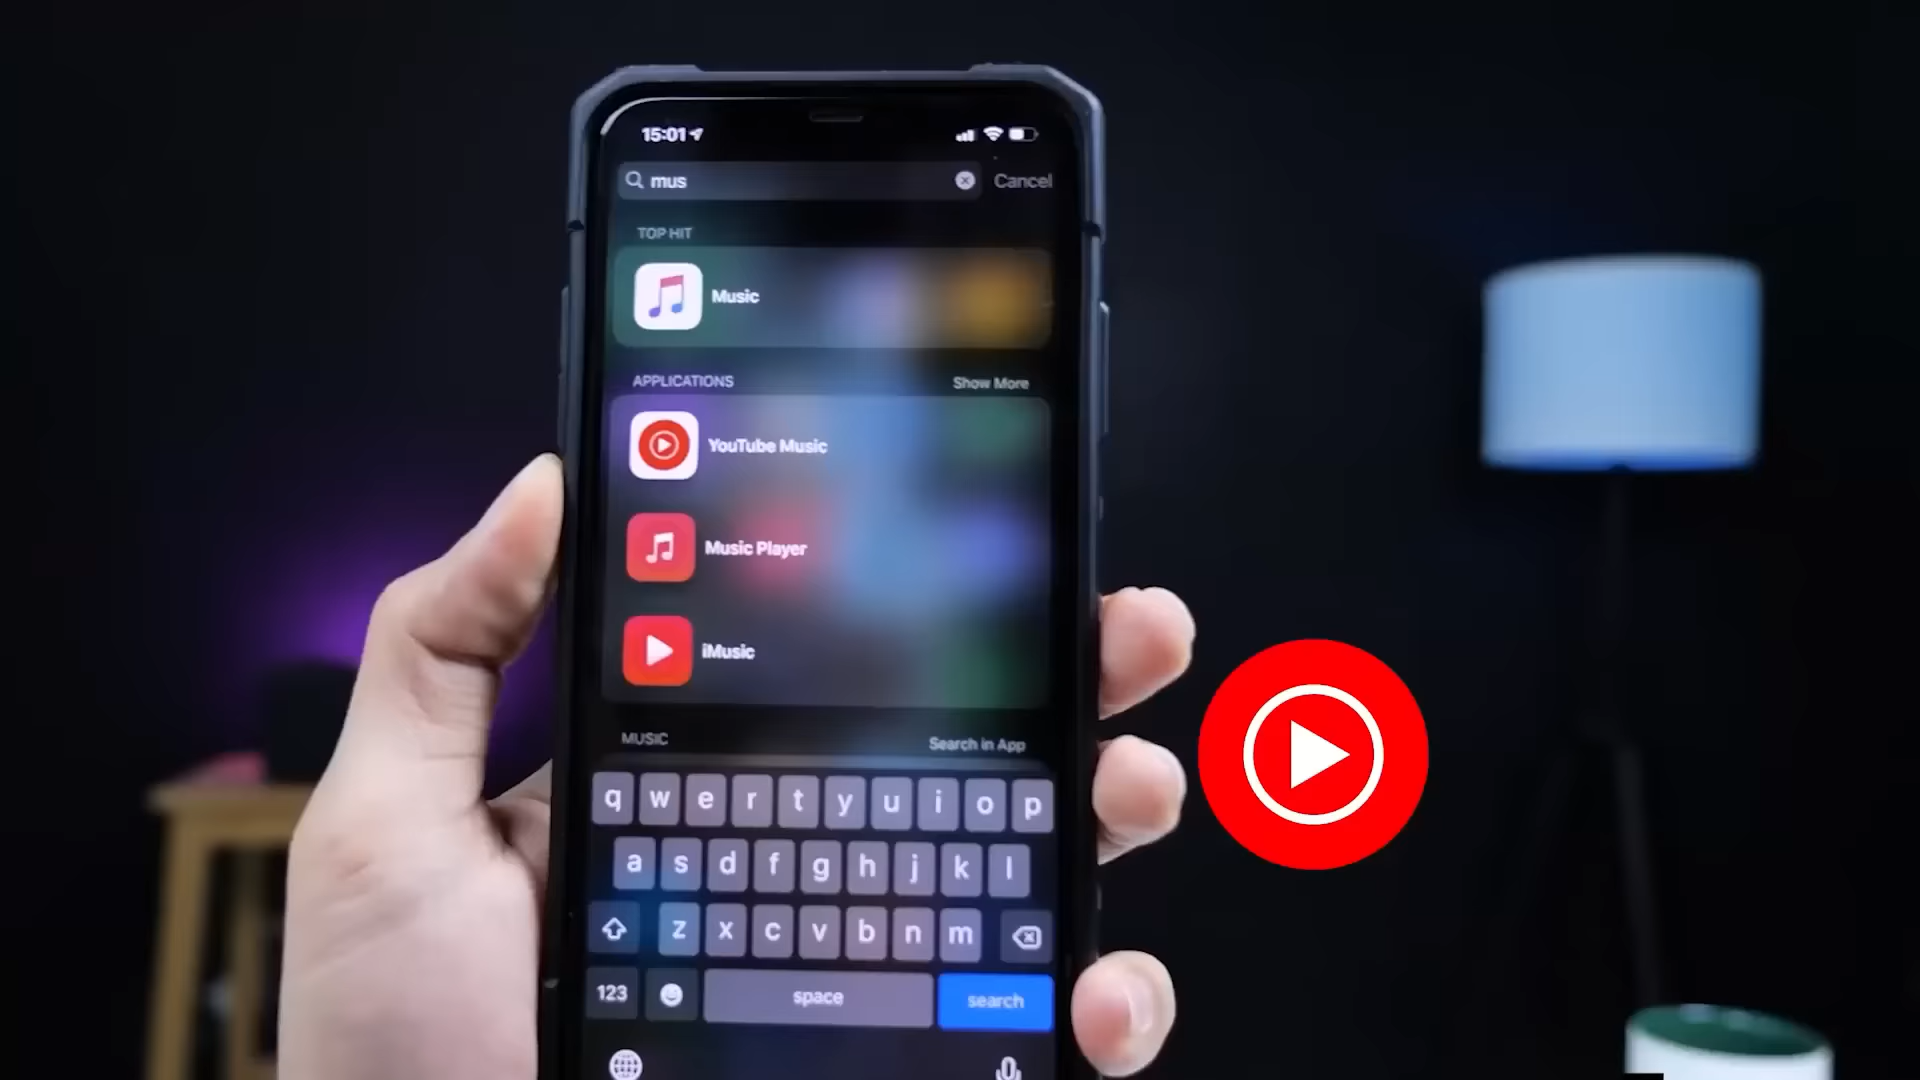 15:01
mus
Cancel
TOP HIT
Music
APPLICATIONS
Show More
YouTube Music
Music Player
iMusic
MUSIC
Search in App
q w e r t y u i o p
a s d f g h j k l
z x c v b n m
123
space
search